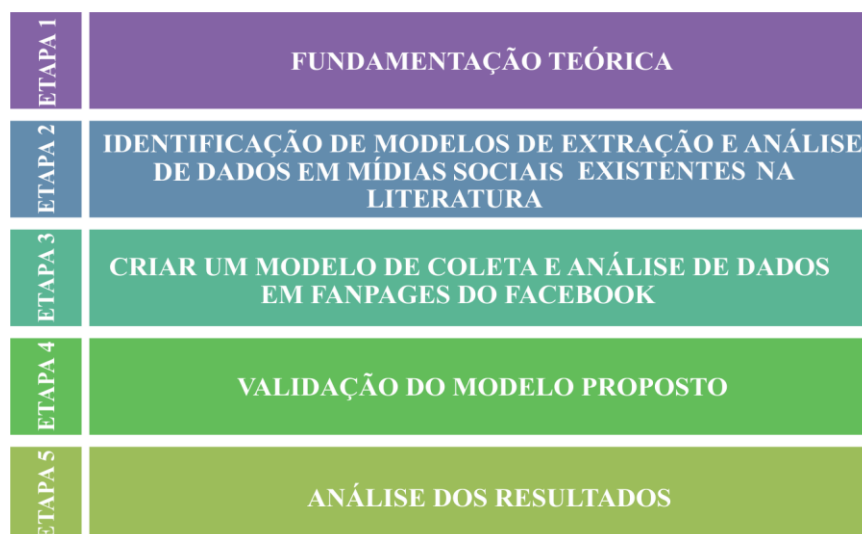 ETAPA 1
FUNDAMENTAÇÃO TEÓRICA
ETAPA 2
IDENTIFICAÇÃO DE MODELOS DE EXTRAÇÃO E ANÁLISE
DE DADOS EM MÍDIAS SOCIAIS EXISTENTES NA
LITERATURA
ETAPA 3
CRIAR UM MODELO DE COLETA E ANÁLISE DE DADOS
EM FANPAGES DO FACEBOOK
ETAPA 4
VALIDAÇÃO DO MODELO PROPOSTO
ETAPA 5
ANÁLISE DOS RESULTADOS